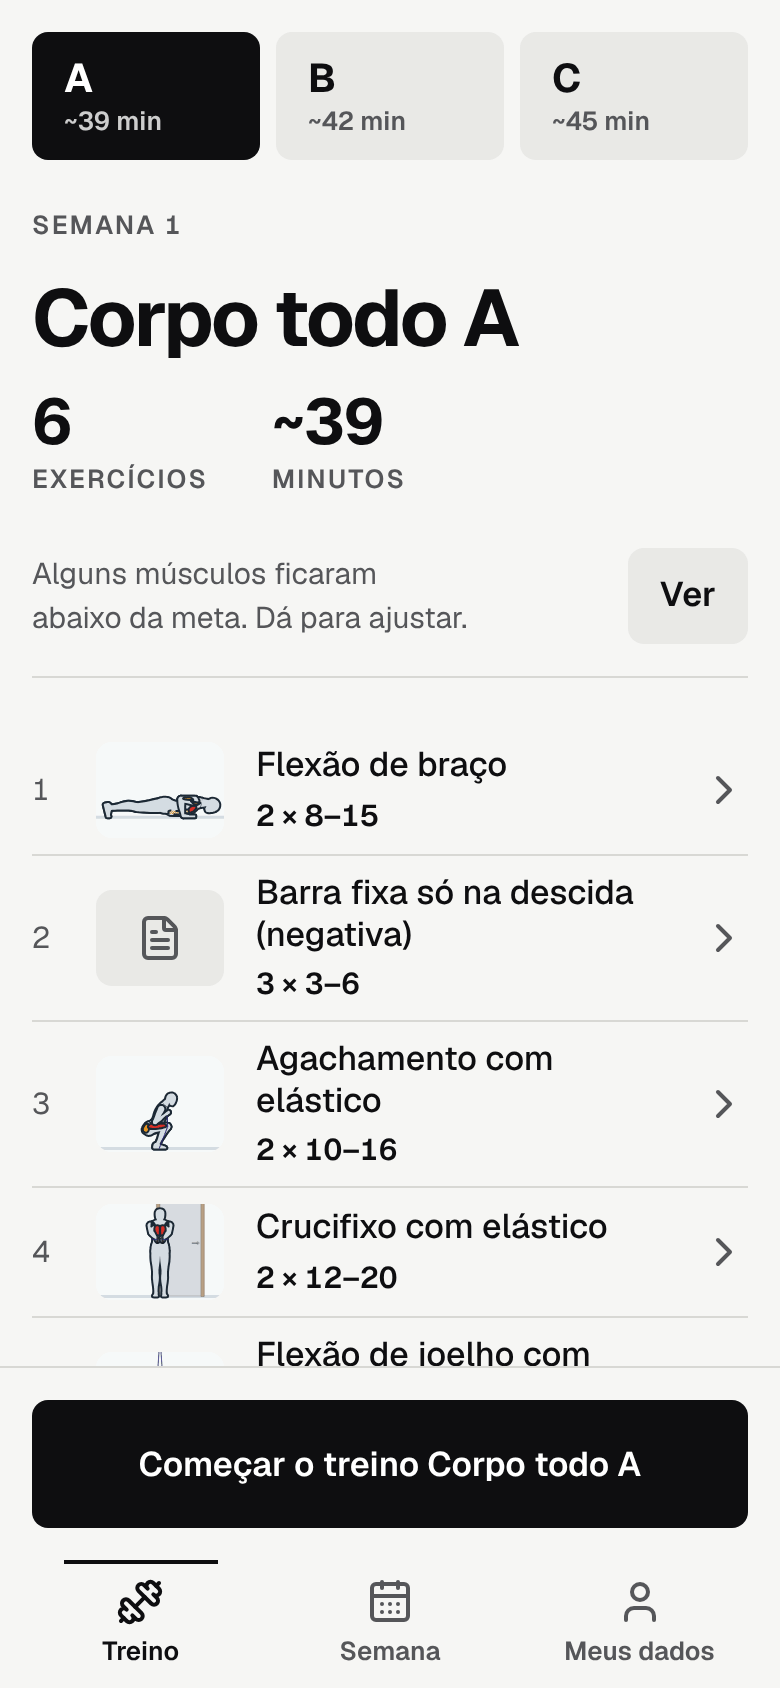 A
~39 min
B
~42 min
C
~45 min
SEMANA 1
Corpo todo A
6
EXERCÍCIOS
~39
MINUTOS
Alguns músculos ficaram
abaixo da meta. Dá para ajustar.
Ver
1
Flexão de braço
2 × 8–15
2
Barra fixa só na descida
(negativa)
3 × 3–6
3
Agachamento com
elástico
2 × 10–16
4
Crucifixo com elástico
2 × 12–20
Flexão de joelho com
Começar o treino Corpo todo A
Treino
Semana
Meus dados